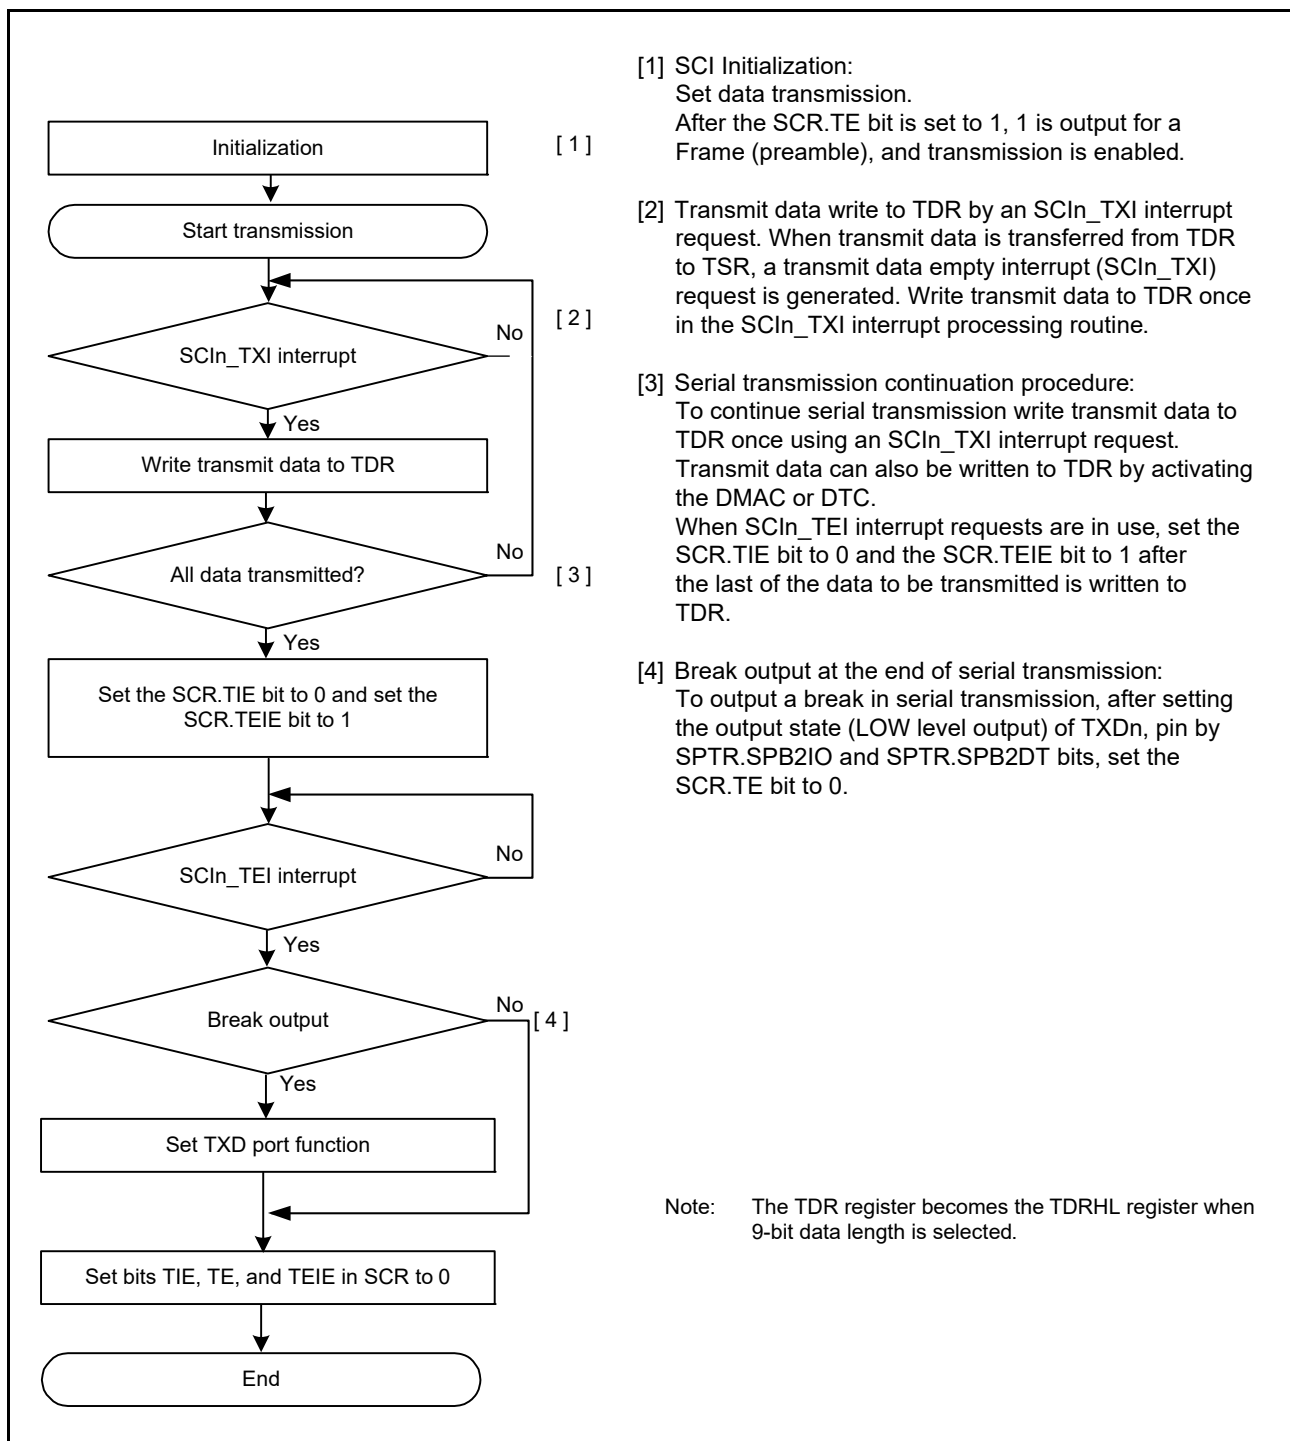 Initialization
[ 1 ]
Start transmission
SCIn_TXI interrupt
No
[ 2 ]
Yes
Write transmit data to TDR
All data transmitted?
No
[ 3 ]
Yes
Set the SCR.TIE bit to 0 and set the
SCR.TEIE bit to 1
SCIn_TEI interrupt
No
Yes
Break output
No
[ 4 ]
Yes
Set TXD port function
Set bits TIE, TE, and TEIE in SCR to 0
End
[1] SCI Initialization:
Set data transmission.
After the SCR.TE bit is set to 1, 1 is output for a
Frame (preamble), and transmission is enabled.
[2] Transmit data write to TDR by an SCIn_TXI interrupt
request. When transmit data is transferred from TDR
to TSR, a transmit data empty interrupt (SCIn_TXI)
request is generated. Write transmit data to TDR once
in the SCIn_TXI interrupt processing routine.
[3] Serial transmission continuation procedure:
To continue serial transmission write transmit data to
TDR once using an SCIn_TXI interrupt request.
Transmit data can also be written to TDR by activating
the DMAC or DTC.
When SCIn_TEI interrupt requests are in use, set the
SCR.TIE bit to 0 and the SCR.TEIE bit to 1 after
the last of the data to be transmitted is written to
TDR.
[4] Break output at the end of serial transmission:
To output a break in serial transmission, after setting
the output state (LOW level output) of TXDn, pin by
SPTR.SPB2IO and SPTR.SPB2DT bits, set the
SCR.TE bit to 0.
Note: The TDR register becomes the TDRHL register when
9-bit data length is selected.